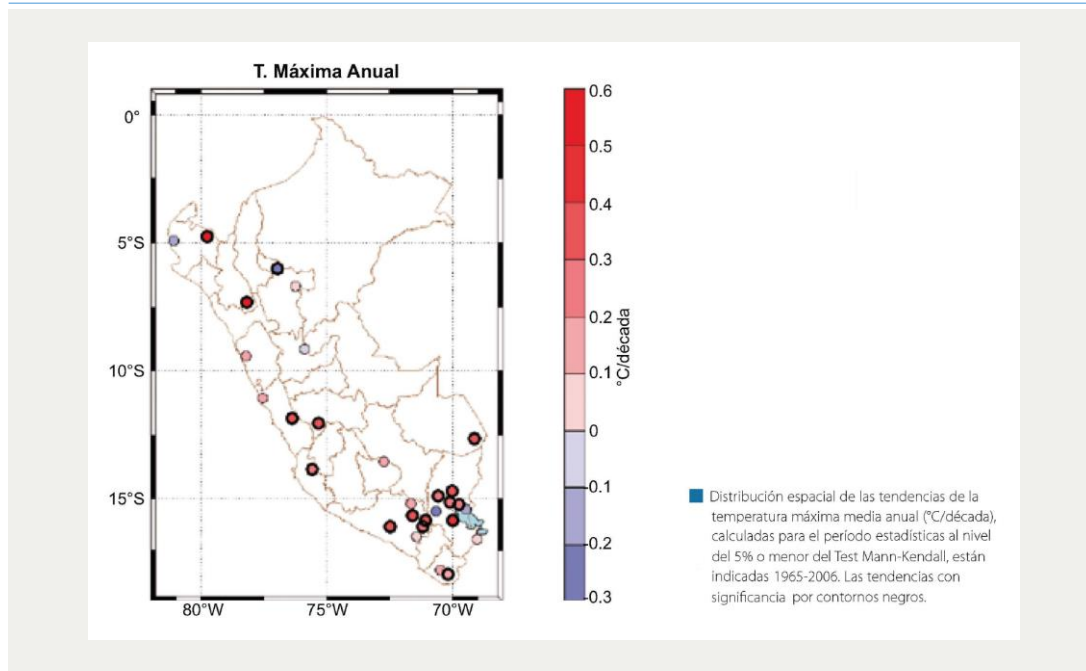 T. Máxima Anual
0°
5°S
10°S
15°S
80°W
75°W
70°W
0.6
0.5
0.4
0.3
0.2
0.1
0
-0.1
-0.2
-0.3
°C/década
Distribución espacial de las tendencias de la
temperatura máxima media anual (°C/década),
calculadas para el período estadísticas al nivel
del 5% o menor del Test Mann-Kendall, están
indicadas 1965-2006. Las tendencias con
significancia por contornos negros.